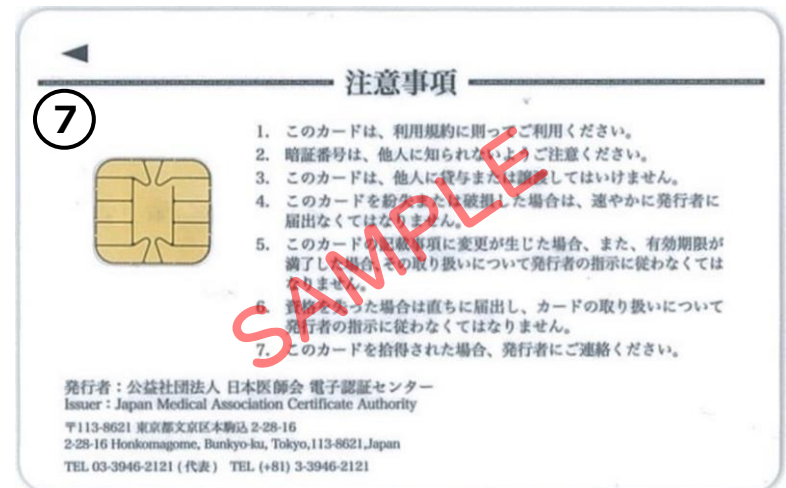 注意事項
⑦
1. このカードは、利用規約に則ってご利用ください。
2. 暗証番号は、他人に知られないようご注意ください。
3. このカードは、他人に貸与または譲渡してはいけません。
4. このカードを紛失または破損した場合は、速やかに発行者に
届出なくてはなりません。
5. このカードの記載事項に変更が生じた場合、また、有効期限が
満了した場合、その取り扱いについて発行者の指示に従わなくては
なりません。
6. 資格を失った場合は直ちに届出し、カードの取り扱いについて
発行者の指示に従わなくてはなりません。
7. このカードを拾得された場合、発行者にご連絡ください。
SAMPLE
発行者：公益社団法人 日本医師会 電子認証センター
Issuer : Japan Medical Association Certificate Authority
〒113-8621 東京都文京区本駒込 2-28-16
2-28-16 Honkomagome, Bunkyo-ku, Tokyo,113-8621,Japan
TEL 03-3946-2121 (代表) TEL (+81) 3-3946-2121